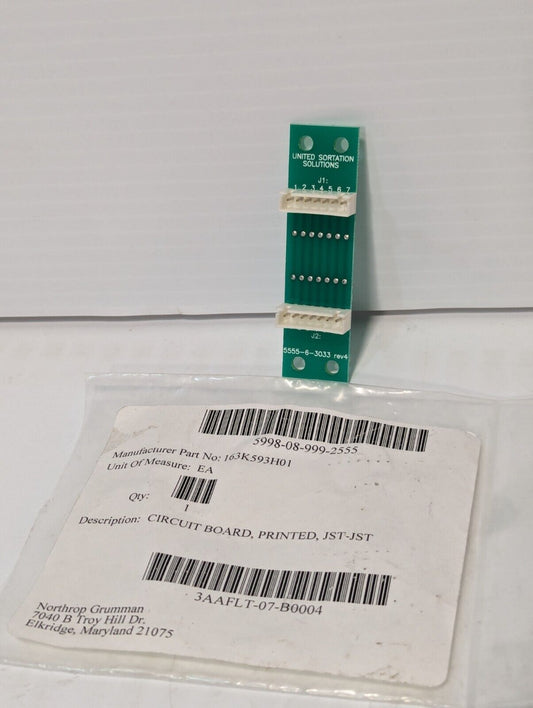 UNITED SORTATION
SOLUTIONS
J1:
1 2 3 4 5 6 7
J2:
5555-6-3033 rev4
5998-08-999-2555
Manufacturer Part No: 163K593H01
Unit Of Measure: EA
Qty:
1
Description: CIRCUIT BOARD, PRINTED, JST-JST
3AAFLT-07-B0004
Northrop Grumman
7040 B Troy Hill Dr.
Elkridge, Maryland 21075